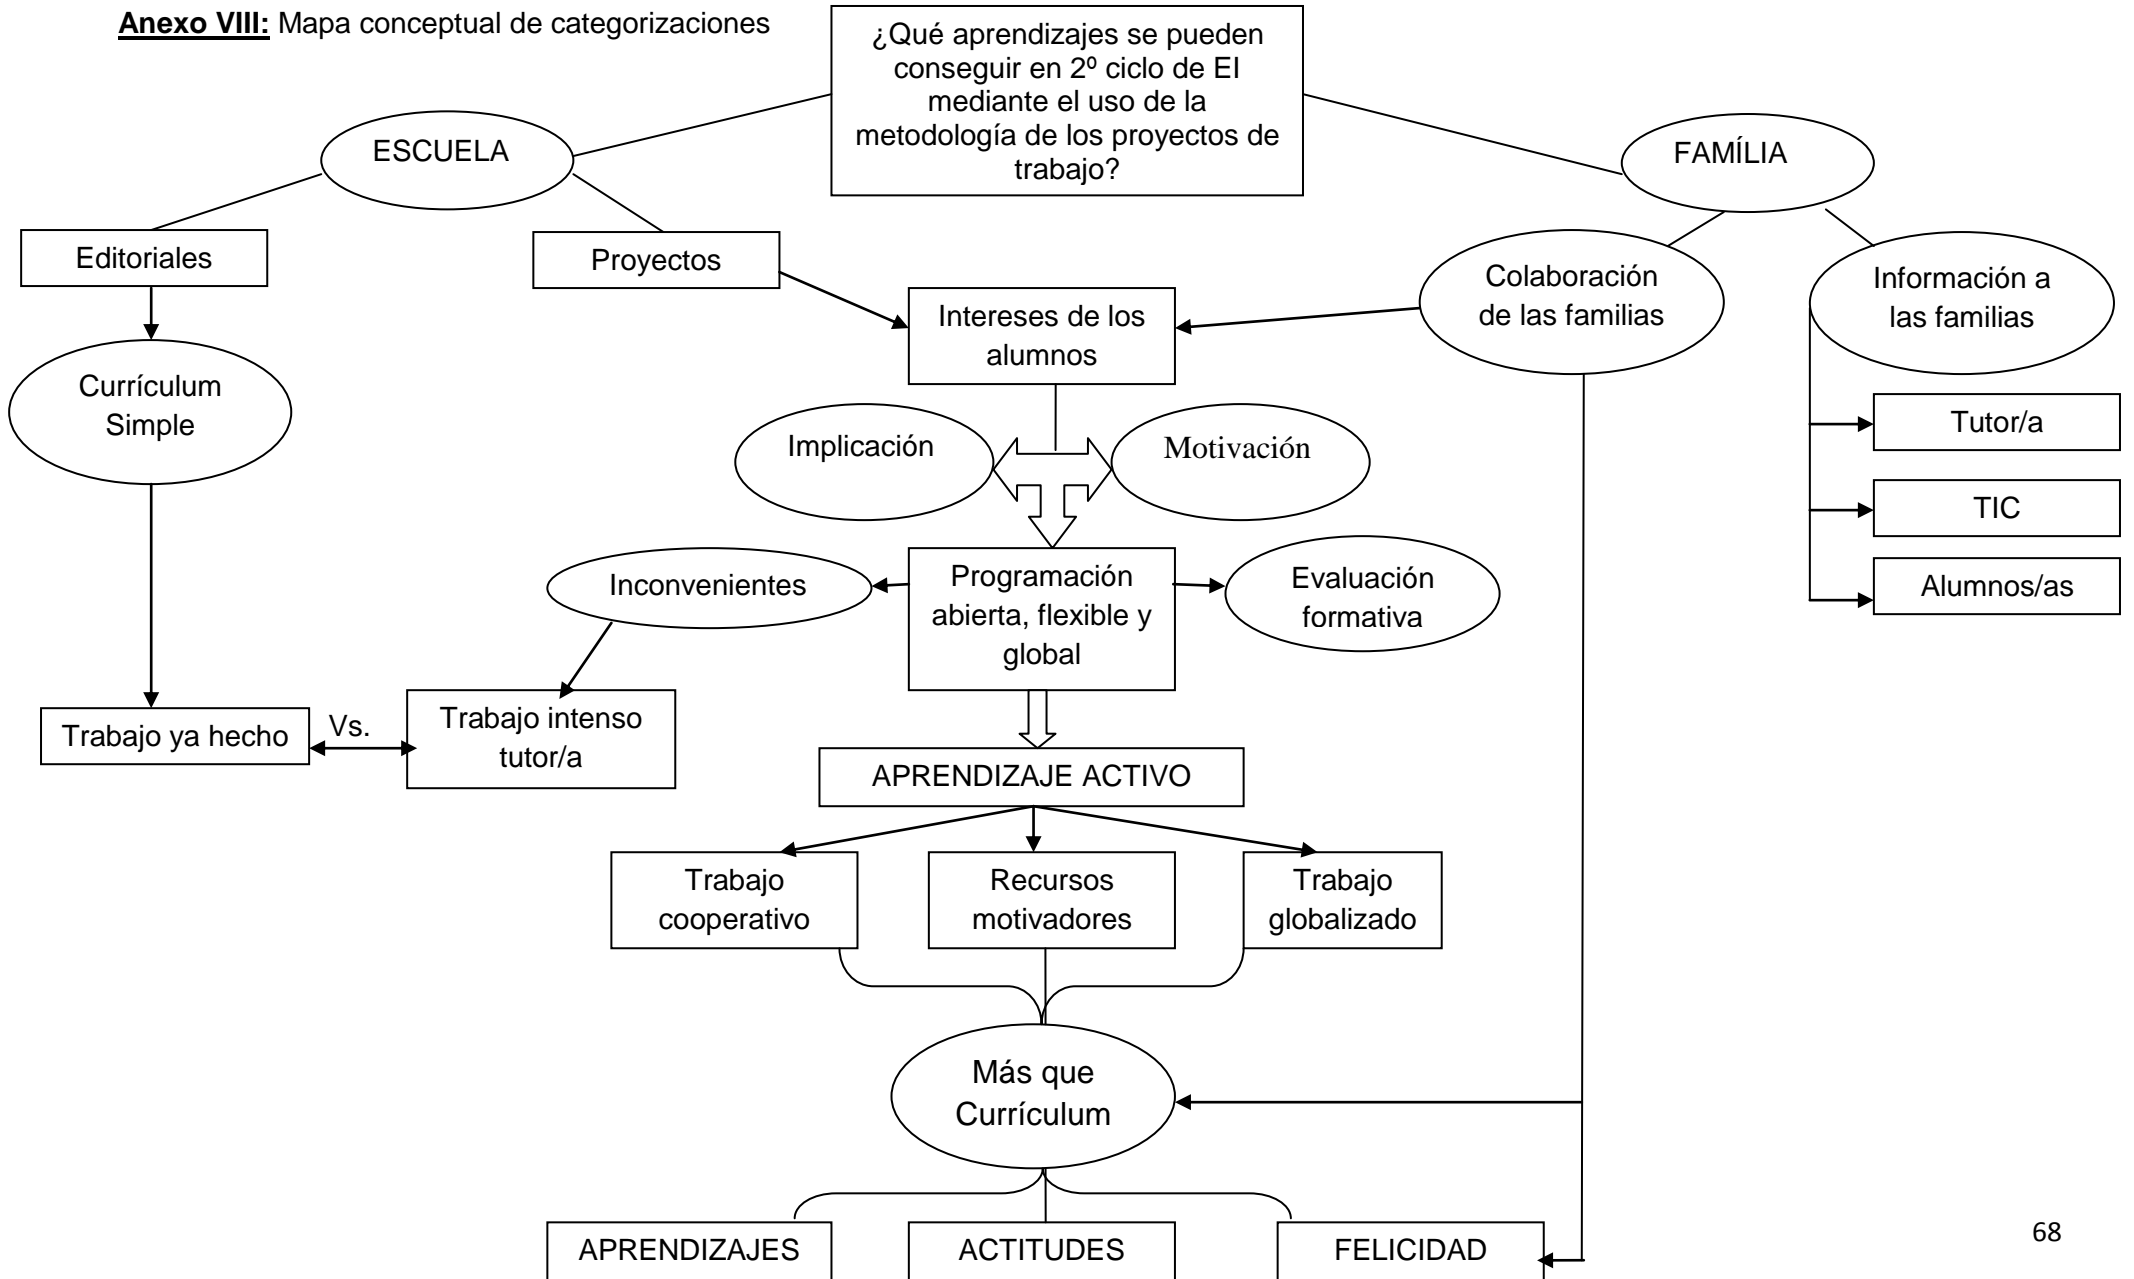 Anexo VIII: Mapa conceptual de categorizaciones
¿Qué aprendizajes se pueden
conseguir en 2º ciclo de EI
mediante el uso de la
metodología de los proyectos de
trabajo?
ESCUELA
FAMÍLIA
Editoriales
Proyectos
Colaboración
de las familias
Información a
las familias
Intereses de los
alumnos
Currículum
Simple
Implicación
Motivación
Tutor/a
TIC
Alumnos/as
Inconvenientes
Programación
abierta, flexible y
global
Evaluación
formativa
Trabajo ya hecho
Vs.
Trabajo intenso
tutor/a
APRENDIZAJE ACTIVO
Trabajo
cooperativo
Recursos
motivadores
Trabajo
globalizado
Más que
Currículum
APRENDIZAJES
ACTITUDES
FELICIDAD
68